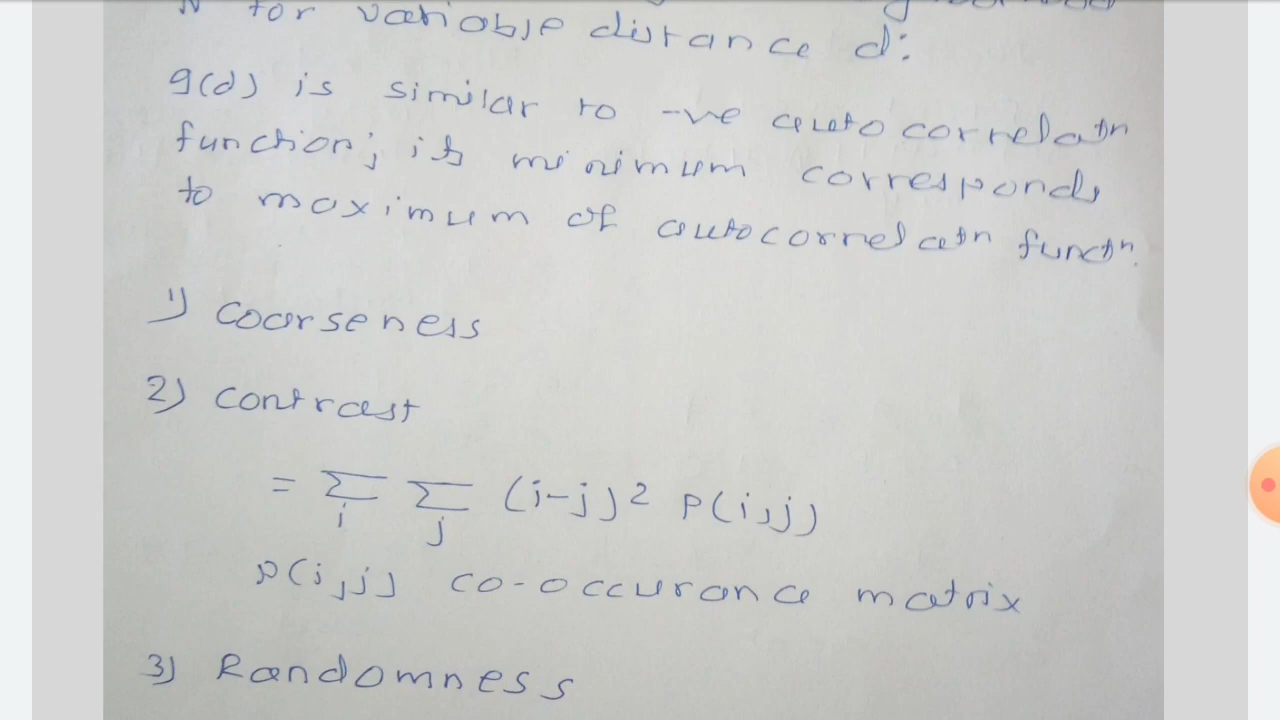 for variable distance d:
g(d) is similar to -ve autocorrelatn
function; its minimum corresponds
to maximum of autocorrelatn functn.
1) Coarseness
2) Contrast
= Σ Σ (i-j)² P(i,j)
i j
P(i,j) co-occurance matrix
3) Randomness